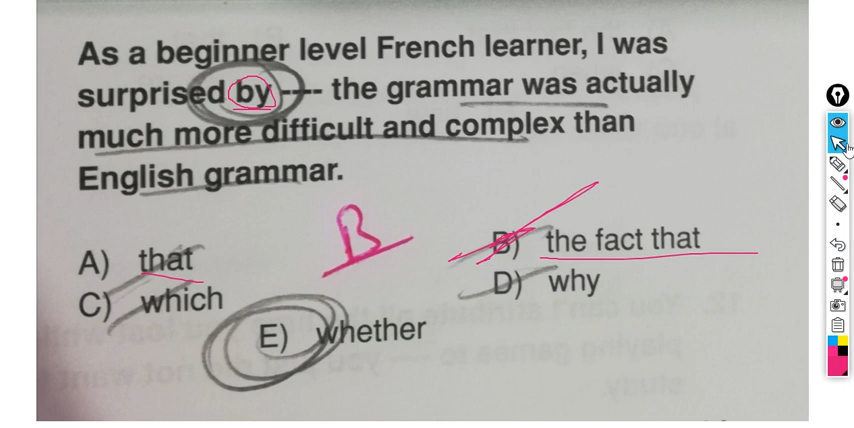 As a beginner level French learner, I was
surprised by ---- the grammar was actually
much more difficult and complex than
English grammar.
B
A) that
B) the fact that
C) which
D) why
E) whether